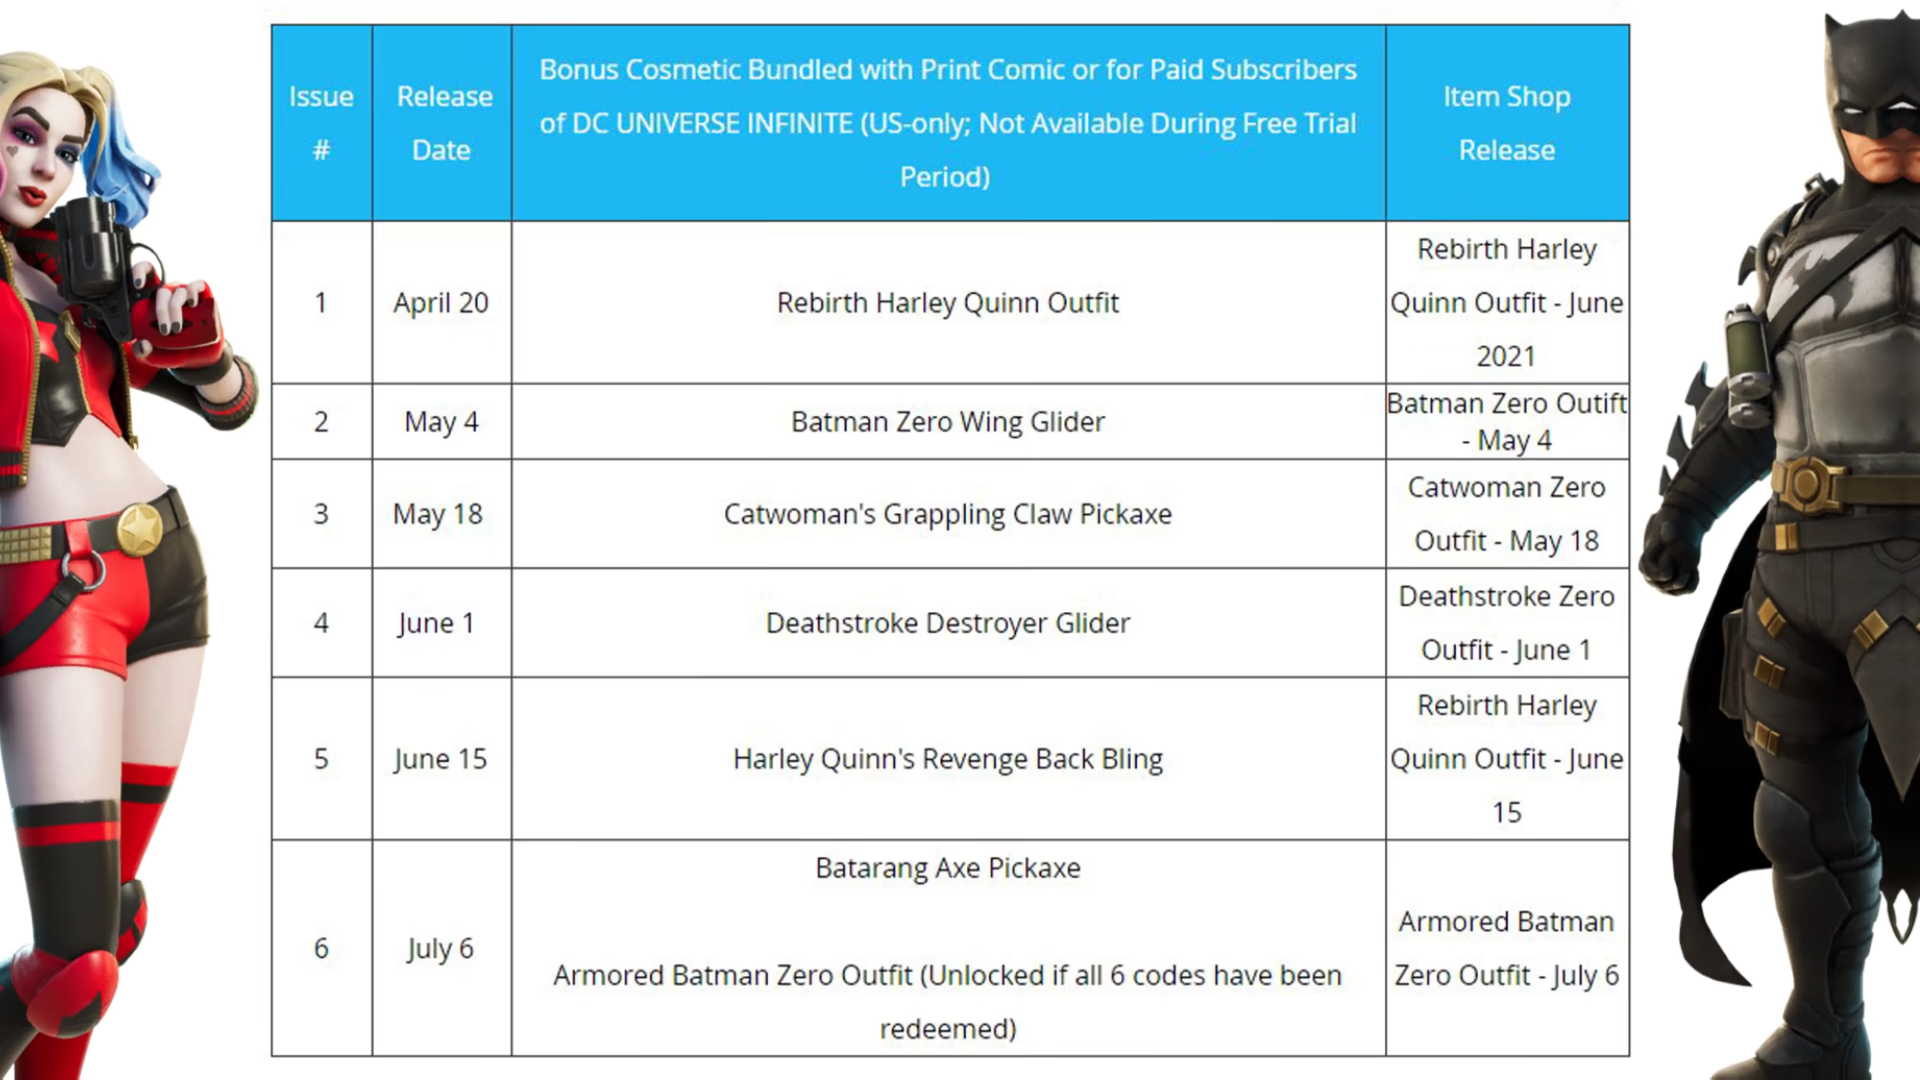 Issue
#
Release
Date
Bonus Cosmetic Bundled with Print Comic or for Paid Subscribers
of DC UNIVERSE INFINITE (US-only; Not Available During Free Trial
Period)
Item Shop
Release
1
April 20
Rebirth Harley Quinn Outfit
Rebirth Harley
Quinn Outfit - June
2021
2
May 4
Batman Zero Wing Glider
Batman Zero Outift
- May 4
3
May 18
Catwoman's Grappling Claw Pickaxe
Catwoman Zero
Outfit - May 18
4
June 1
Deathstroke Destroyer Glider
Deathstroke Zero
Outfit - June 1
5
June 15
Harley Quinn's Revenge Back Bling
Rebirth Harley
Quinn Outfit - June
15
6
July 6
Batarang Axe Pickaxe
Armored Batman Zero Outfit (Unlocked if all 6 codes have been
redeemed)
Armored Batman
Zero Outfit - July 6